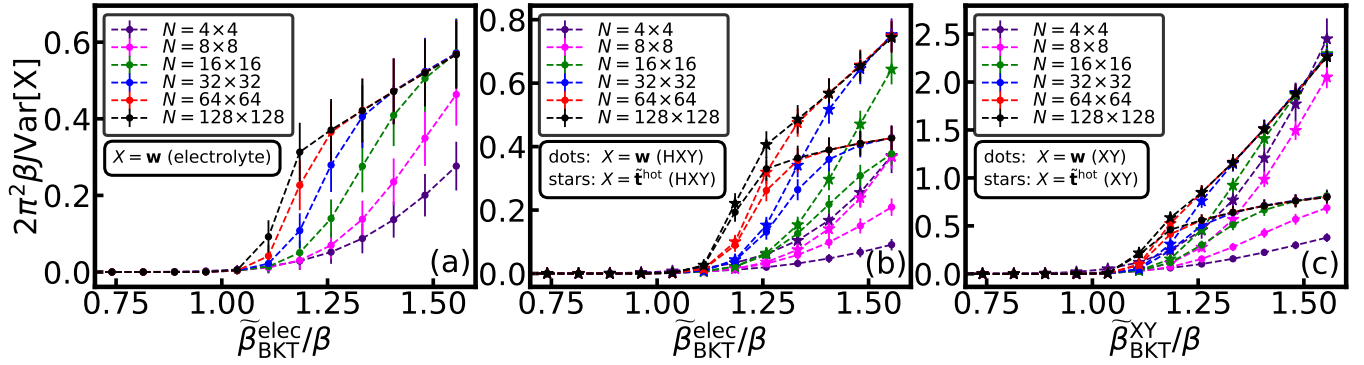 2π²βJVar[X]
0.0
0.2
0.4
0.6
N = 4×4
N = 8×8
N = 16×16
N = 32×32
N = 64×64
N = 128×128
X = w (electrolyte)
(a)
0.75 1.00 1.25 1.50
β̃ᴮᴷᵀelec/β
0.0
0.2
0.4
0.6
0.8
N = 4×4
N = 8×8
N = 16×16
N = 32×32
N = 64×64
N = 128×128
dots: X = w (HXY)
stars: X = t̃ʰᵒᵗ (HXY)
(b)
0.75 1.00 1.25 1.50
β̃ᴮᴷᵀelec/β
0.0
0.5
1.0
1.5
2.0
2.5
N = 4×4
N = 8×8
N = 16×16
N = 32×32
N = 64×64
N = 128×128
dots: X = w (XY)
stars: X = t̃ʰᵒᵗ (XY)
(c)
0.75 1.00 1.25 1.50
β̃ᴮᴷᵀXY/β